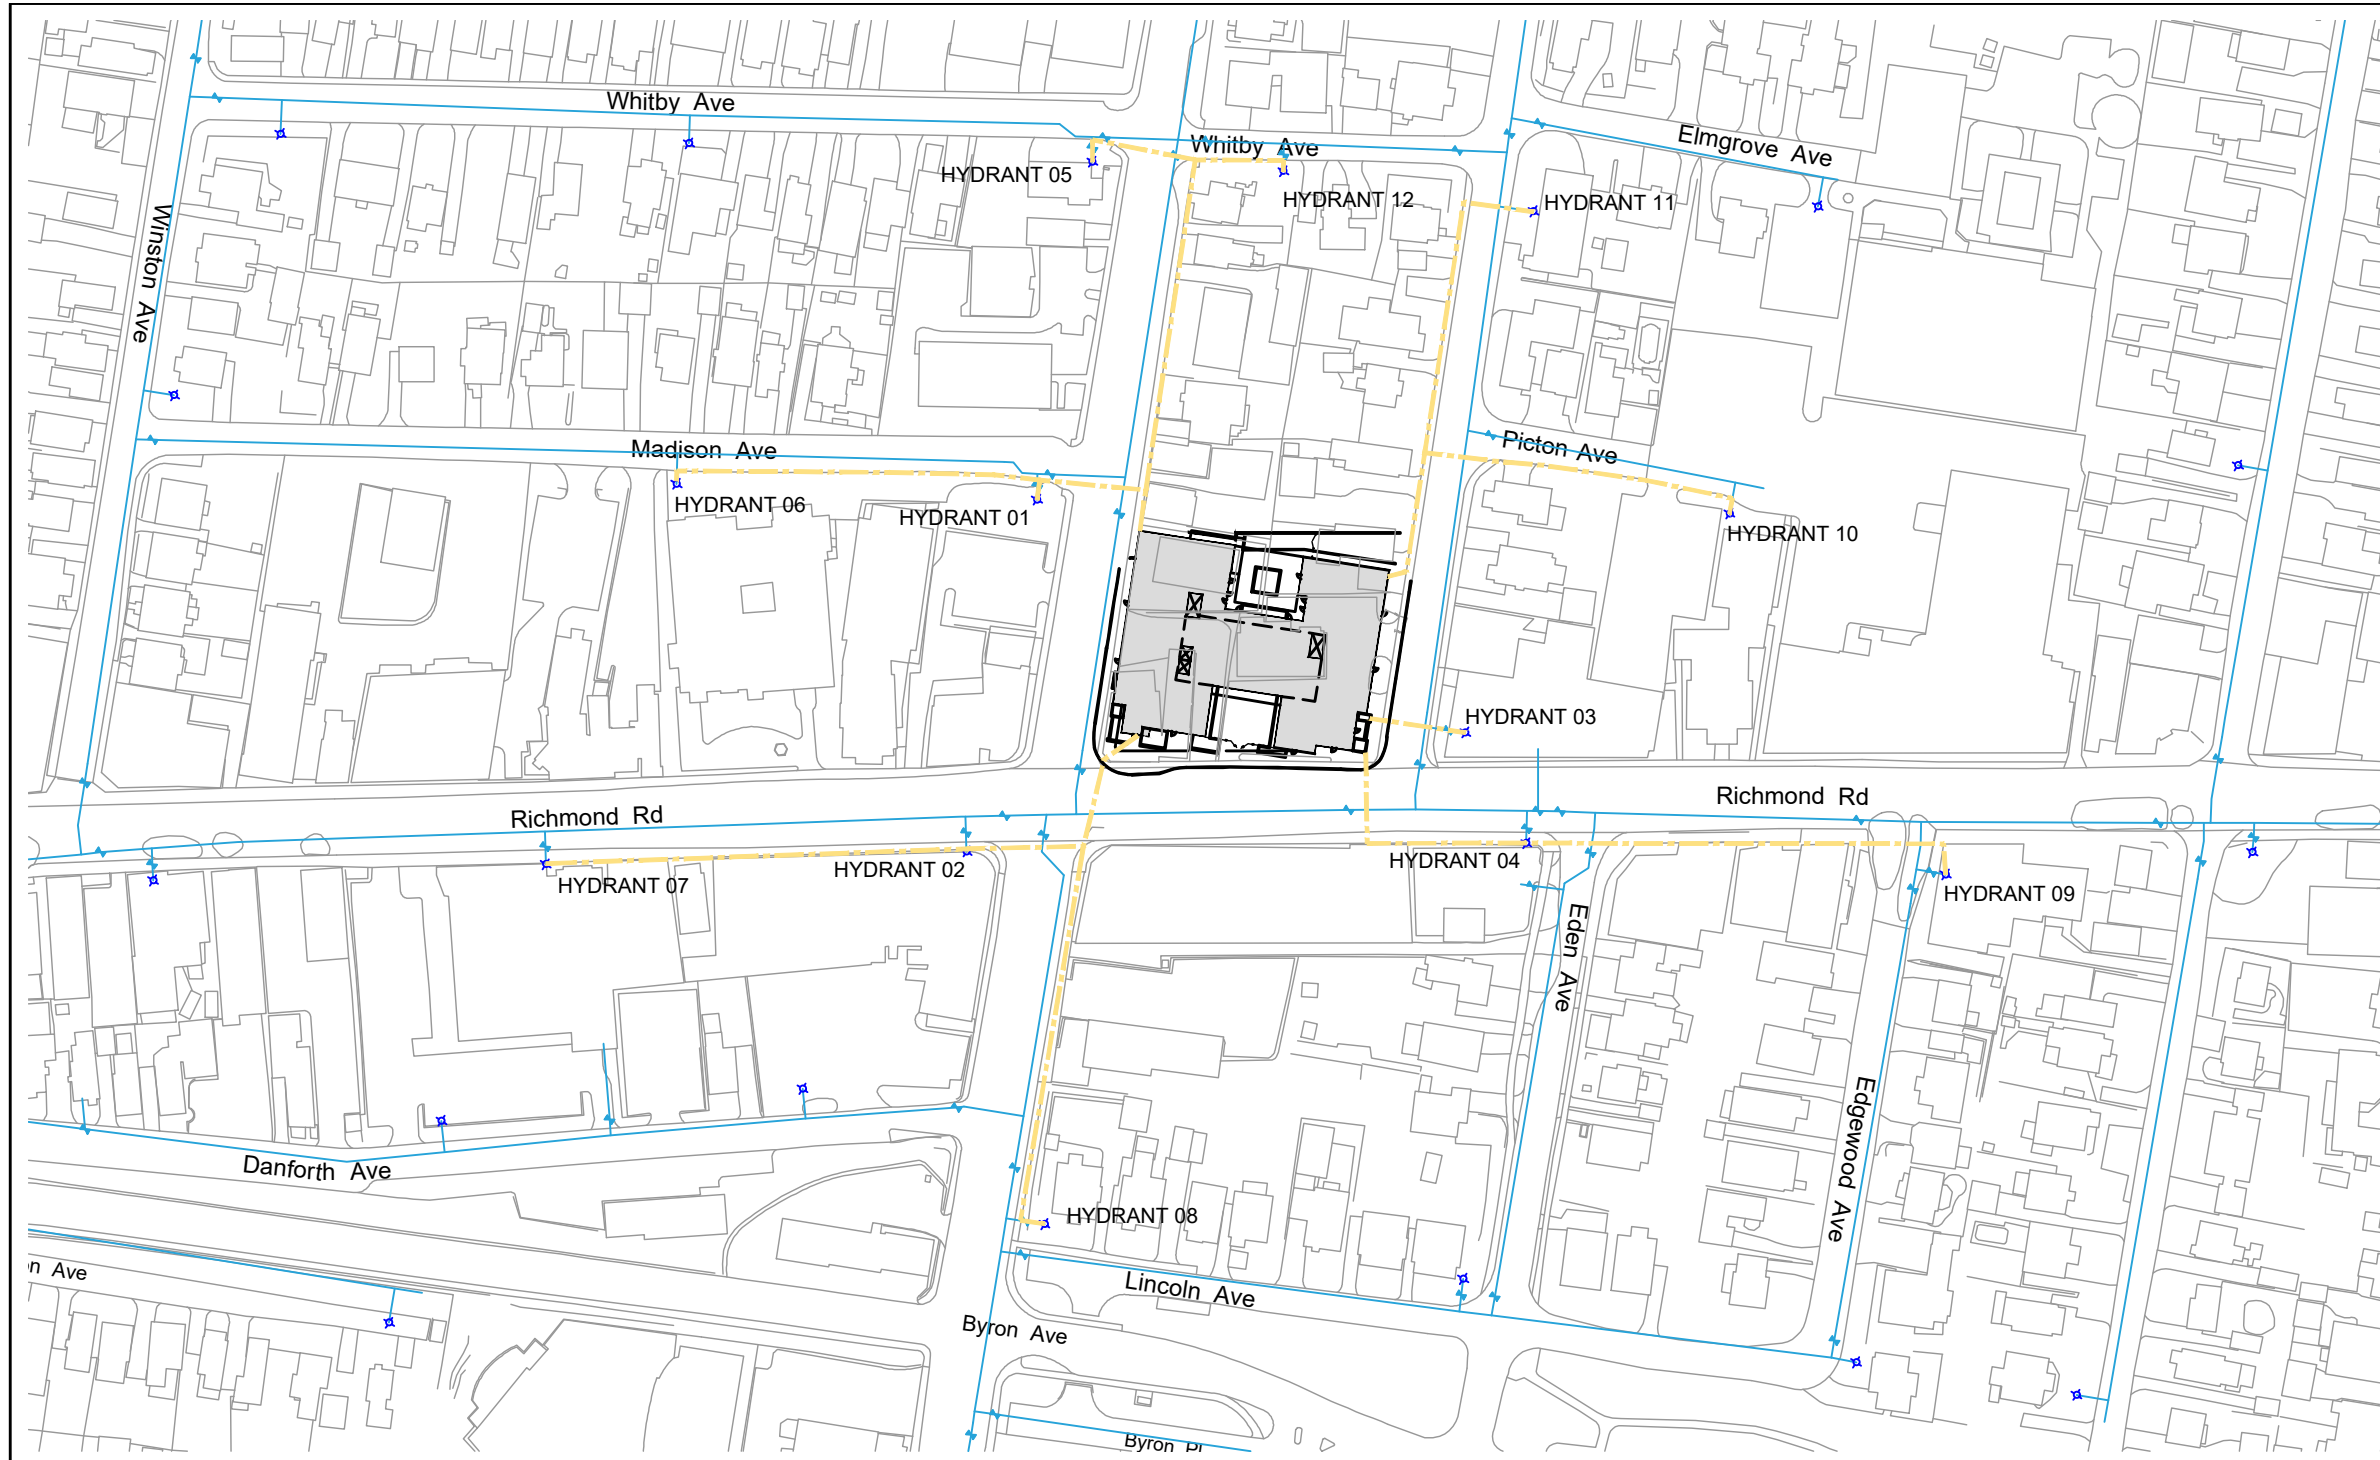 Whitby Ave
Elmgrove Ave
Whitby Ave
HYDRANT 05
HYDRANT 12
HYDRANT 11
Winston Ave
Madison Ave
Picton Ave
HYDRANT 06
HYDRANT 01
HYDRANT 10
HYDRANT 03
Richmond Rd
Richmond Rd
HYDRANT 04
HYDRANT 02
HYDRANT 07
HYDRANT 09
Eden Ave
Edgewood Ave
Danforth Ave
HYDRANT 08
n Ave
Lincoln Ave
Byron Ave
Byron Pl